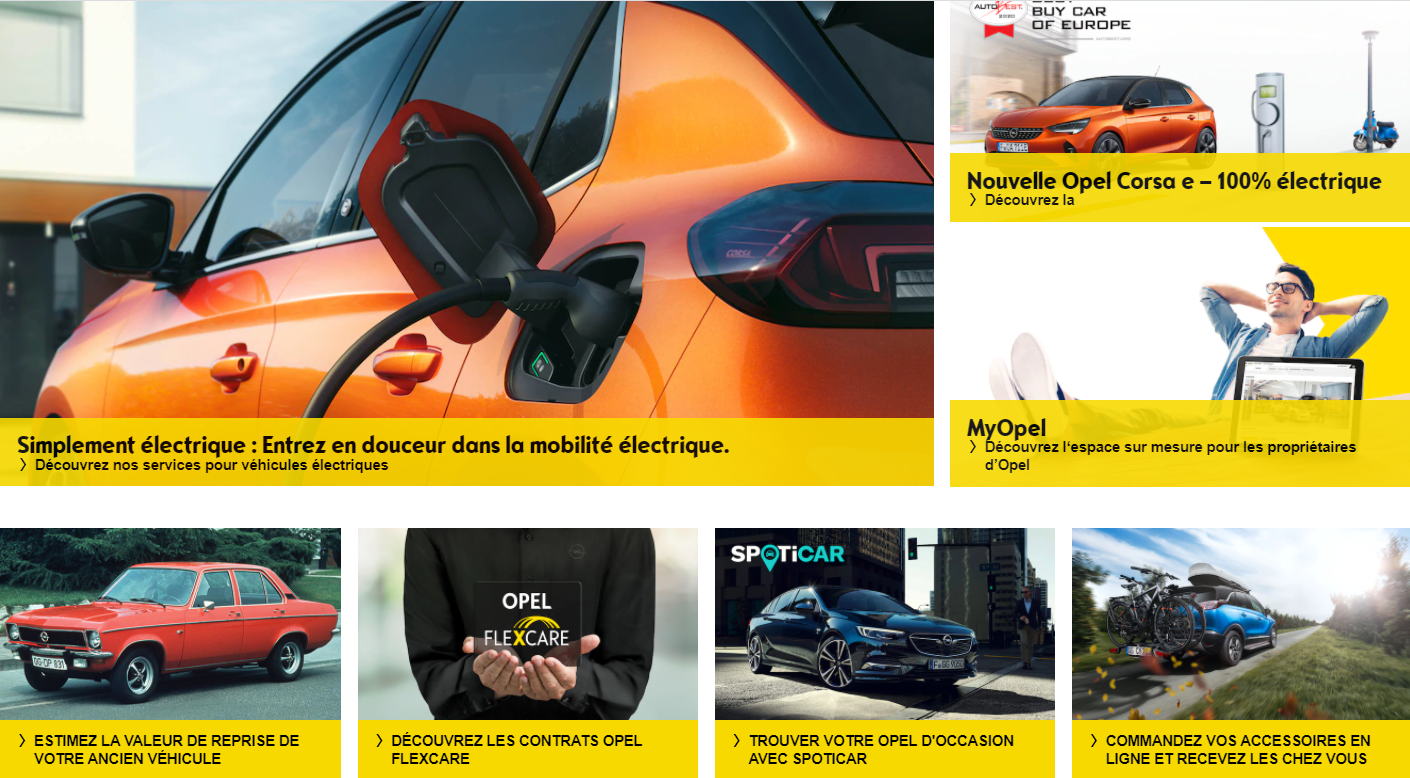 AUTOBEST
BUY CAR
OF EUROPE
CORSA
Nouvelle Opel Corsa e – 100% électrique
Découvrez la
Simplement électrique : Entrez en douceur dans la mobilité électrique.
Découvrez nos services pour véhicules électriques
MyOpel
Découvrez l‘espace sur mesure pour les propriétaires
d’Opel
OPEL
FLEXCARE
SPOTiCAR
ESTIMEZ LA VALEUR DE REPRISE DE
VOTRE ANCIEN VÉHICULE
DÉCOUVREZ LES CONTRATS OPEL
FLEXCARE
TROUVER VOTRE OPEL D'OCCASION
AVEC SPOTICAR
COMMANDEZ VOS ACCESSOIRES EN
LIGNE ET RECEVEZ LES CHEZ VOUS